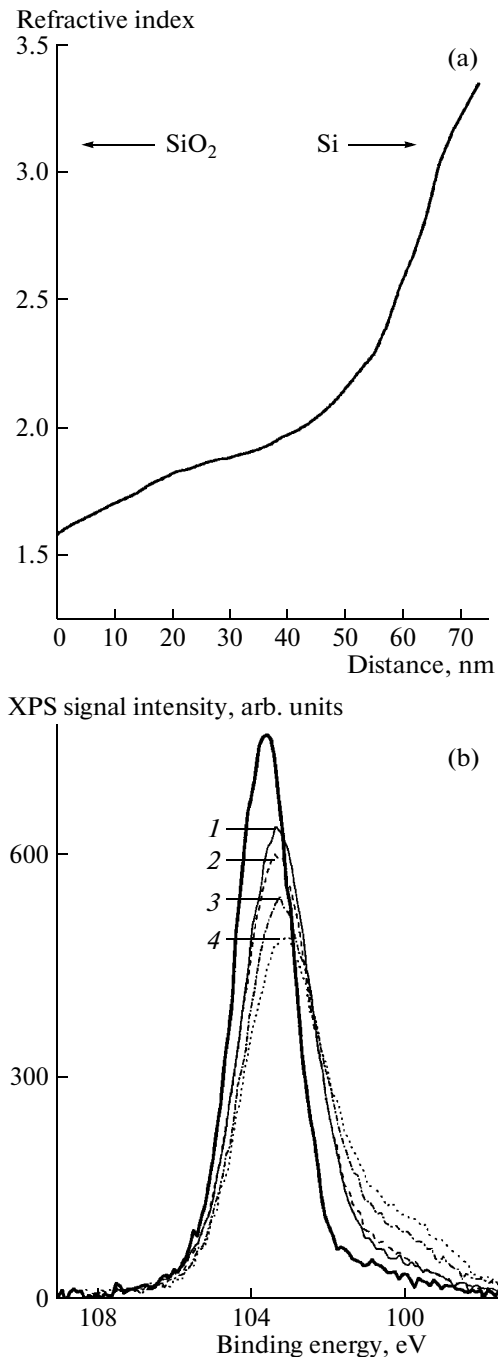 Refractive index
3.5
(a)
SiO₂
Si
3.0
2.5
2.0
1.5
0 10 20 30 40 50 60 70
Distance, nm
XPS signal intensity, arb. units
(b)
1
600
2
3
4
300
0
108 104 100
Binding energy, eV